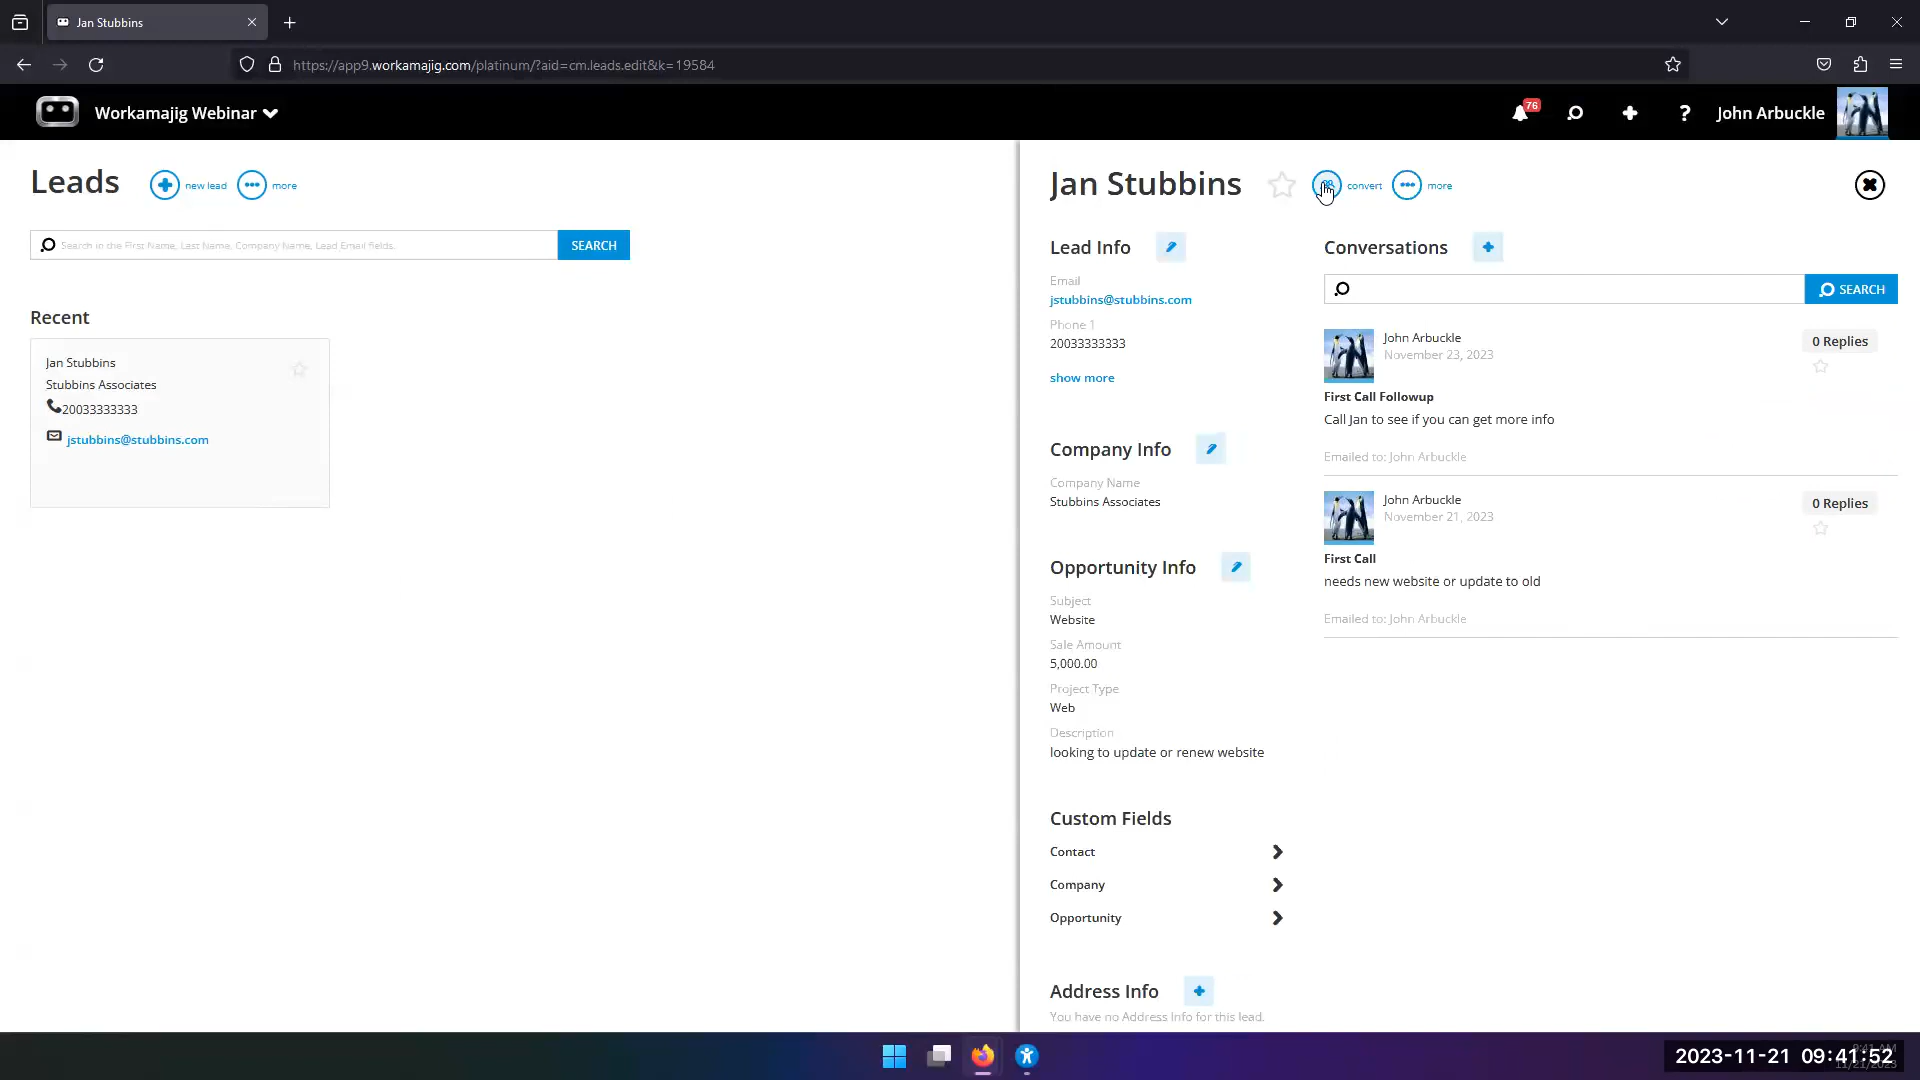 Jan Stubbins
https://app9.workamajig.com/platinum/?aid=cm.leads.edit&k=19584
Workamajig Webinar
76
John Arbuckle
Leads
new lead
more
Search in the First Name, Last Name, Company Name, Lead Email fields.
SEARCH
Recent
Jan Stubbins
Stubbins Associates
20033333333
jstubbins@stubbins.com
Jan Stubbins
convert
more
Lead Info
Email
jstubbins@stubbins.com
Phone 1
20033333333
show more
Company Info
Company Name
Stubbins Associates
Opportunity Info
Subject
Website
Sale Amount
5,000.00
Project Type
Web
Description
looking to update or renew website
Custom Fields
Contact
Company
Opportunity
Address Info
You have no Address Info for this lead.
Conversations
SEARCH
John Arbuckle
November 23, 2023
0 Replies
First Call Followup
Call Jan to see if you can get more info
Emailed to: John Arbuckle
John Arbuckle
November 21, 2023
0 Replies
First Call
needs new website or update to old
Emailed to: John Arbuckle
2023-11-21 09:41:52